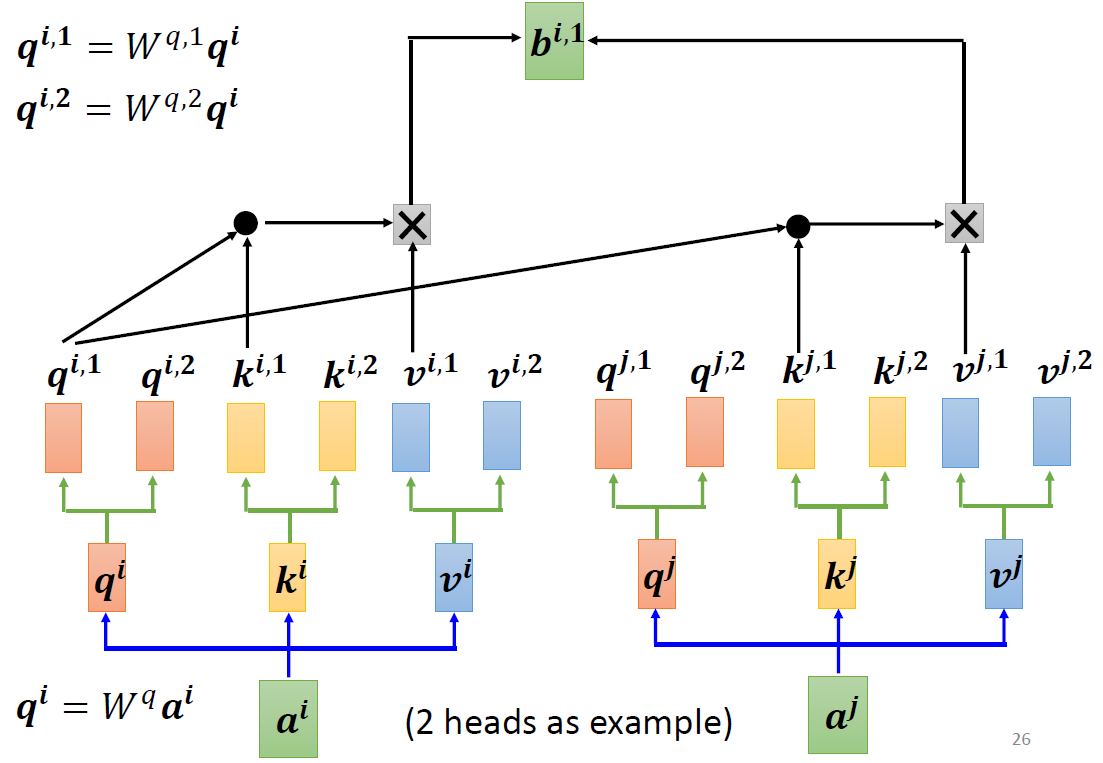 𝒒^{𝒊,𝟏} = W^{q,1}𝒒^𝒊
𝒒^{𝒊,𝟐} = W^{q,2}𝒒^𝒊
𝒃^{𝒊,𝟏}
𝒒^{𝒊,𝟏} 𝒒^{𝒊,𝟐} 𝒌^{𝒊,𝟏} 𝒌^{𝒊,𝟐} 𝒗^{𝒊,𝟏} 𝒗^{𝒊,𝟐} 𝒒^{𝒋,𝟏} 𝒒^{𝒋,𝟐} 𝒌^{𝒋,𝟏} 𝒌^{𝒋,𝟐} 𝒗^{𝒋,𝟏} 𝒗^{𝒋,𝟐}
𝒒^𝒊 𝒌^𝒊 𝒗^𝒊 𝒒^𝒋 𝒌^𝒋 𝒗^𝒋
𝒒^𝒊 = W^q𝒂^𝒊
𝒂^𝒊 (2 heads as example) 𝒂^𝒋
26